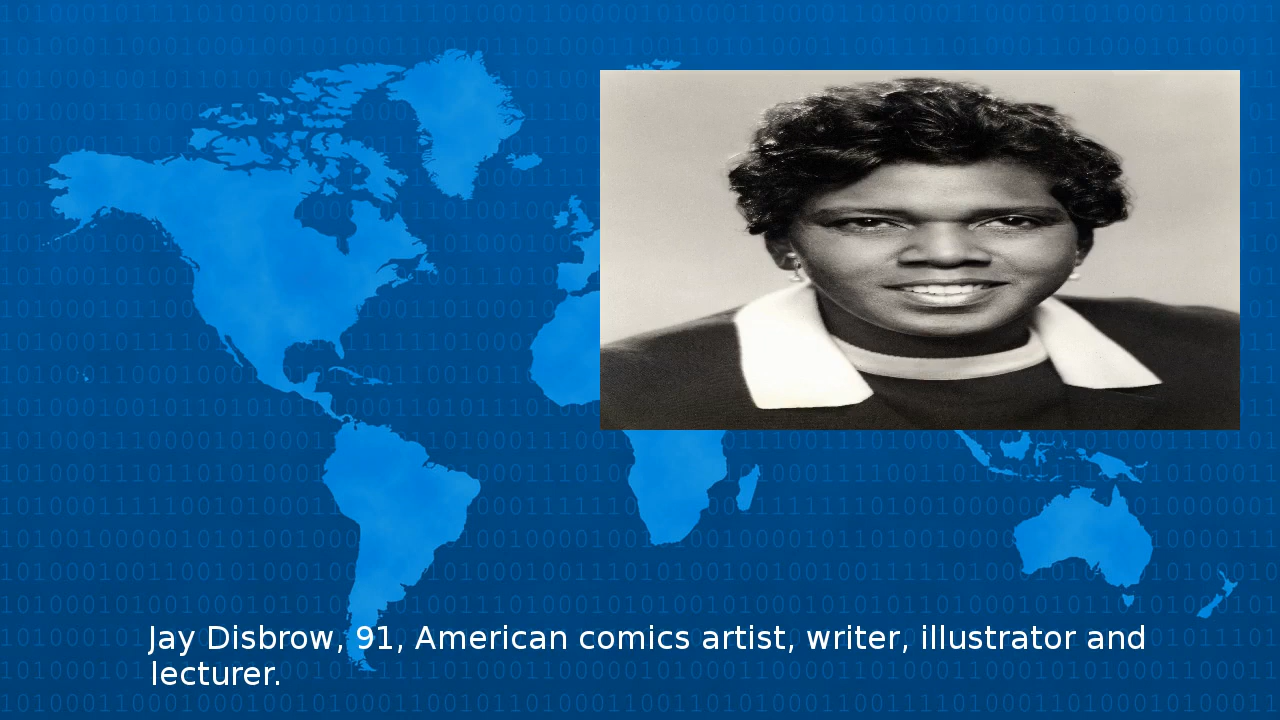 Jay Disbrow, 91, American comics artist, writer, illustrator and
lecturer.